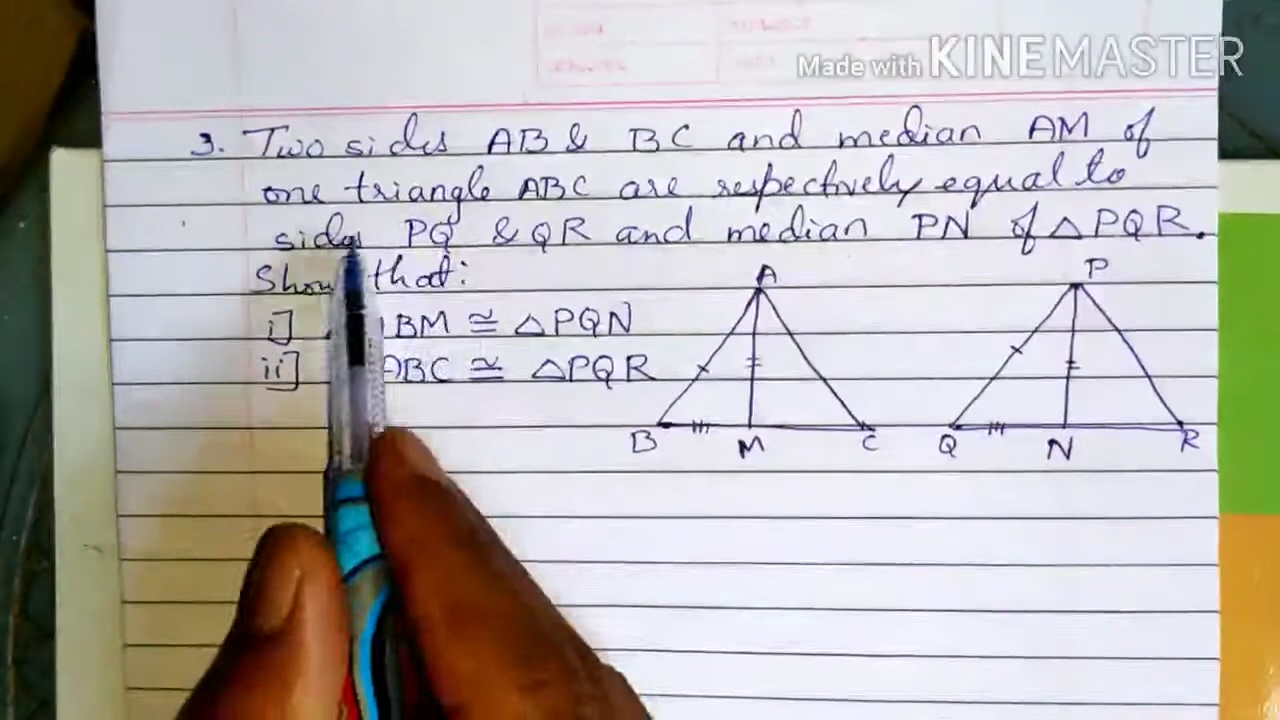 Made with KINEMASTER
3. Two sides AB & BC and median AM of
one triangle ABC are respectively equal to
sides PQ & QR and median PN of △PQR.
Show that:
i] BM ≅ △PQN
ii] ABC ≅ △PQR
A P
B M C Q N R